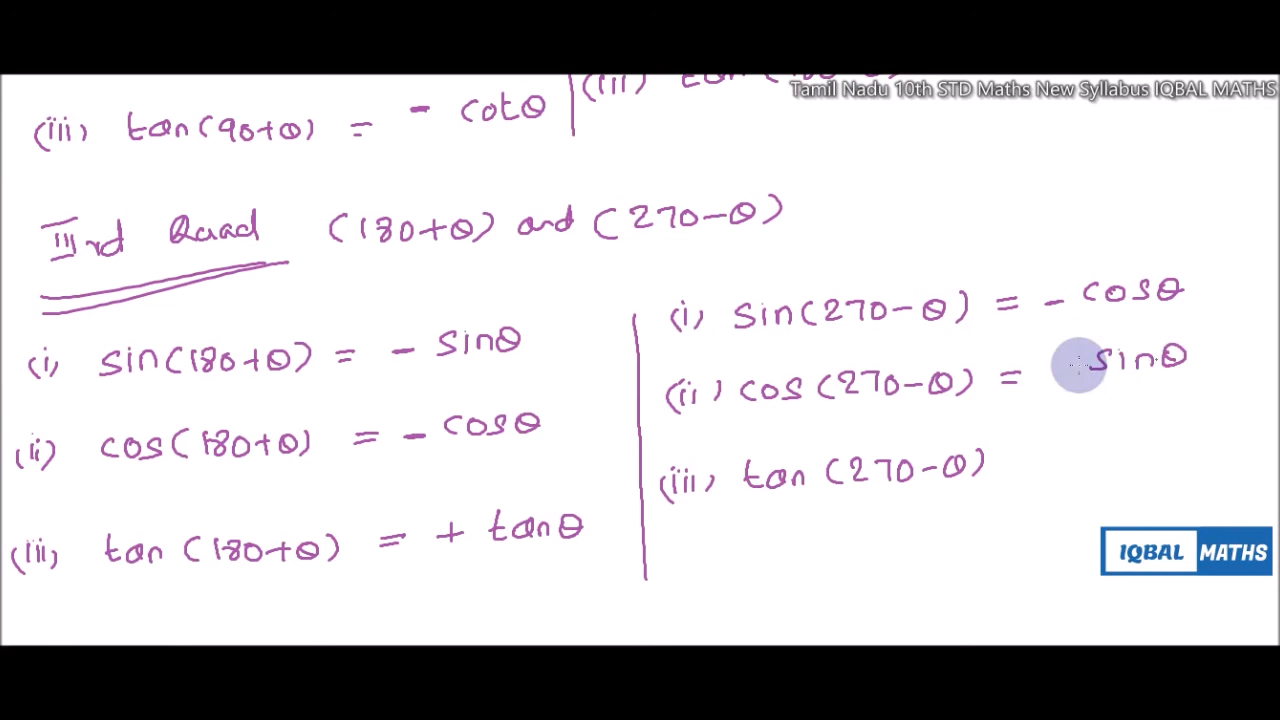 Tamil Nadu 10th STD Maths New Syllabus IQBAL MATHS
(iii) tan(90+θ) = - cotθ
(iii) tan
IIIrd Quad (180+θ) and (270-θ)
(i) sin(180+θ) = - sinθ
(ii) cos(180+θ) = - cosθ
(iii) tan (180+θ) = + tanθ
(i) sin(270-θ) = - cosθ
(ii) cos(270-θ) = sinθ
(iii) tan (270-θ)
IQBAL MATHS